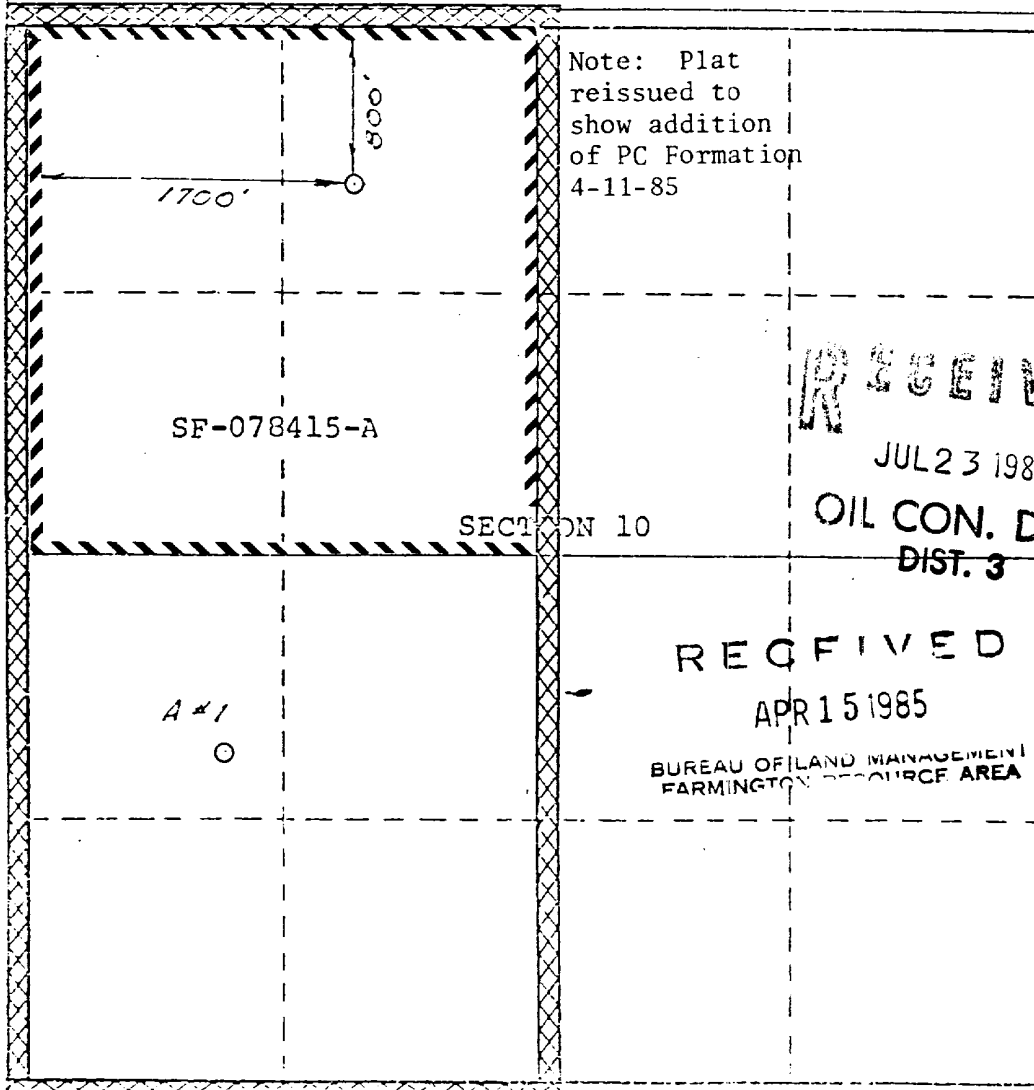 Note: Plat
reissued to
show addition
of PC Formation
4-11-85
800'
1700'
SF-078415-A
SECTION 10
JUL 23 198
OIL CON. D
DIST. 3
RECEIVED
APR 15 1985
BUREAU OF LAND MANAGEMENT
FARMINGTON RESOURCE AREA
A #1